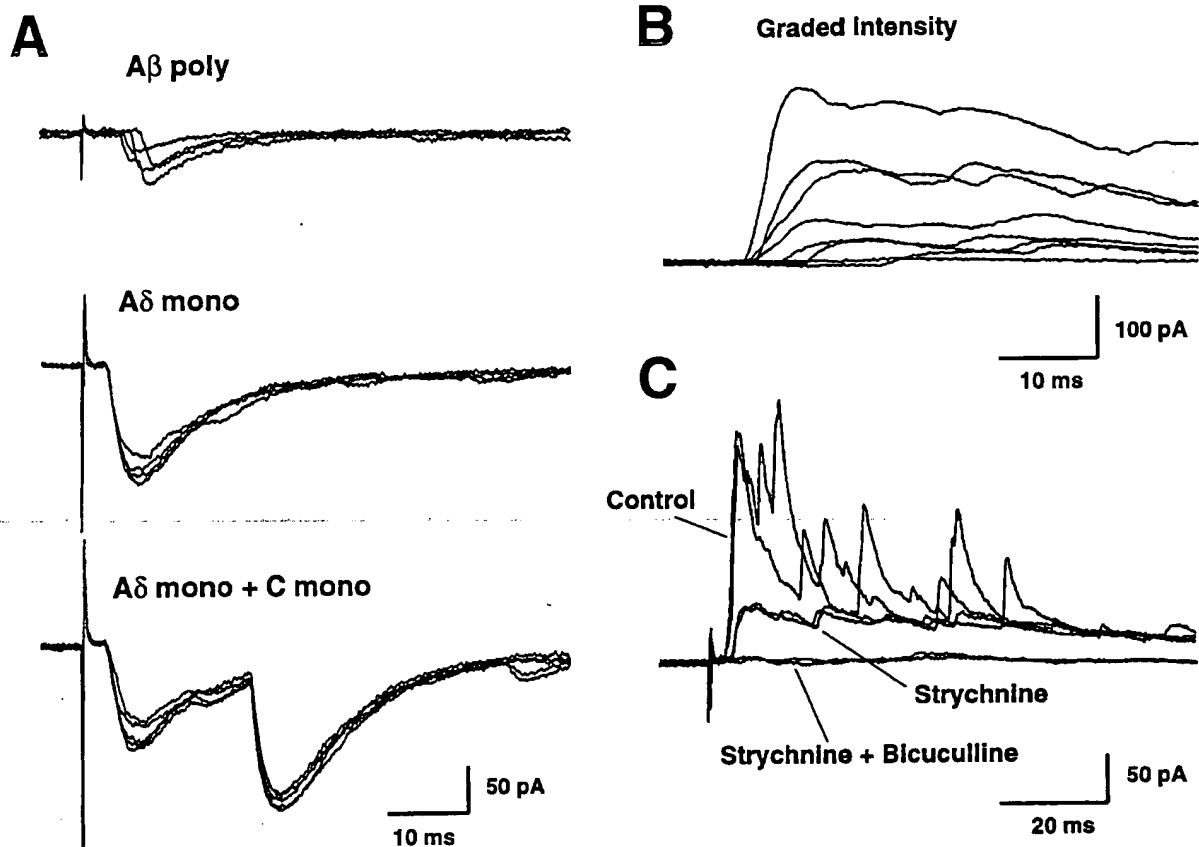 A
Aβ poly
Aδ mono
Aδ mono + C mono
50 pA
10 ms
B
Graded intensity
100 pA
10 ms
C
Control
Strychnine
Strychnine + Bicuculline
50 pA
20 ms